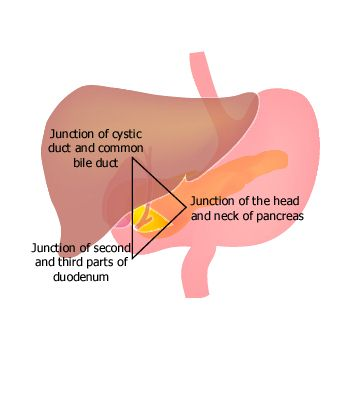 Junction of cystic
duct and common
bile duct
Junction of the head
and neck of pancreas
Junction of second
and third parts of
duodenum